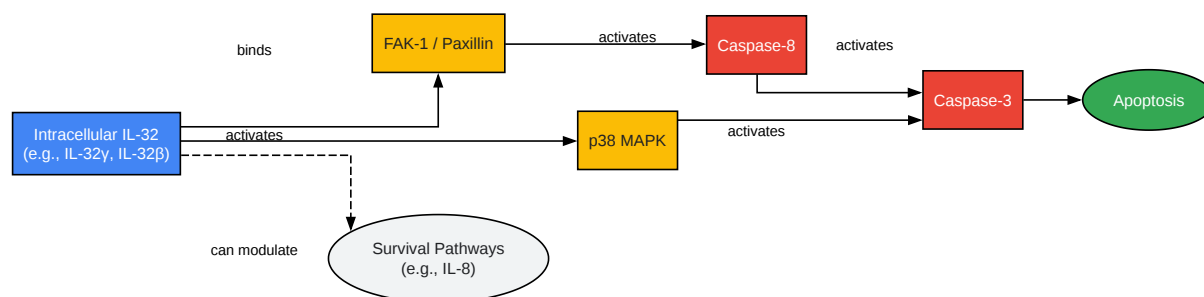 binds
FAK-1 / Paxillin
activates
Caspase-8
activates
Intracellular IL-32
(e.g., IL-32γ, IL-32β)
activates
p38 MAPK
activates
Caspase-3
Apoptosis
can modulate
Survival Pathways
(e.g., IL-8)